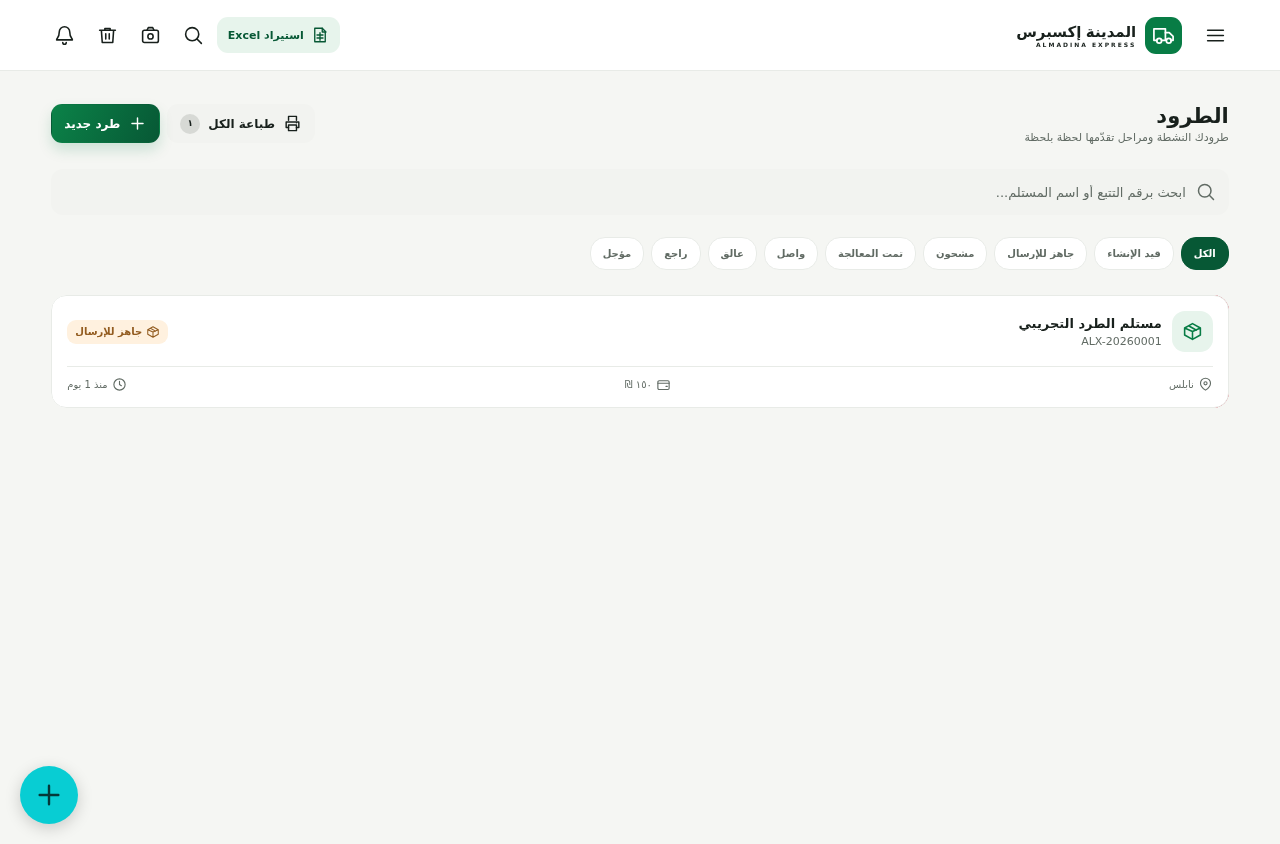 المدينة إكسبرس
ALMADINA EXPRESS
استيراد Excel
الطرود
طرودك النشطة ومراحل تقدّمها لحظة بلحظة
طباعة الكل ١
طرد جديد
ابحث برقم التتبع أو اسم المستلم...
الكل
قيد الإنشاء
جاهز للإرسال
مشحون
تمت المعالجة
واصل
عالق
راجع
مؤجل
مستلم الطرد التجريبي
ALX-20260001
جاهز للإرسال
نابلس
١٥٠ ₪
منذ 1 يوم